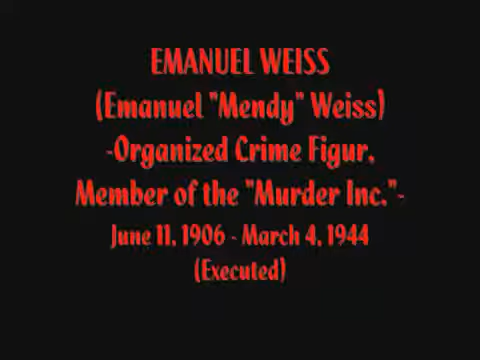 EMANUEL WEISS
(Emanuel "Mendy" Weiss)
-Organized Crime Figur,
Member of the "Murder Inc."-
June 11, 1906 - March 4, 1944
(Executed)